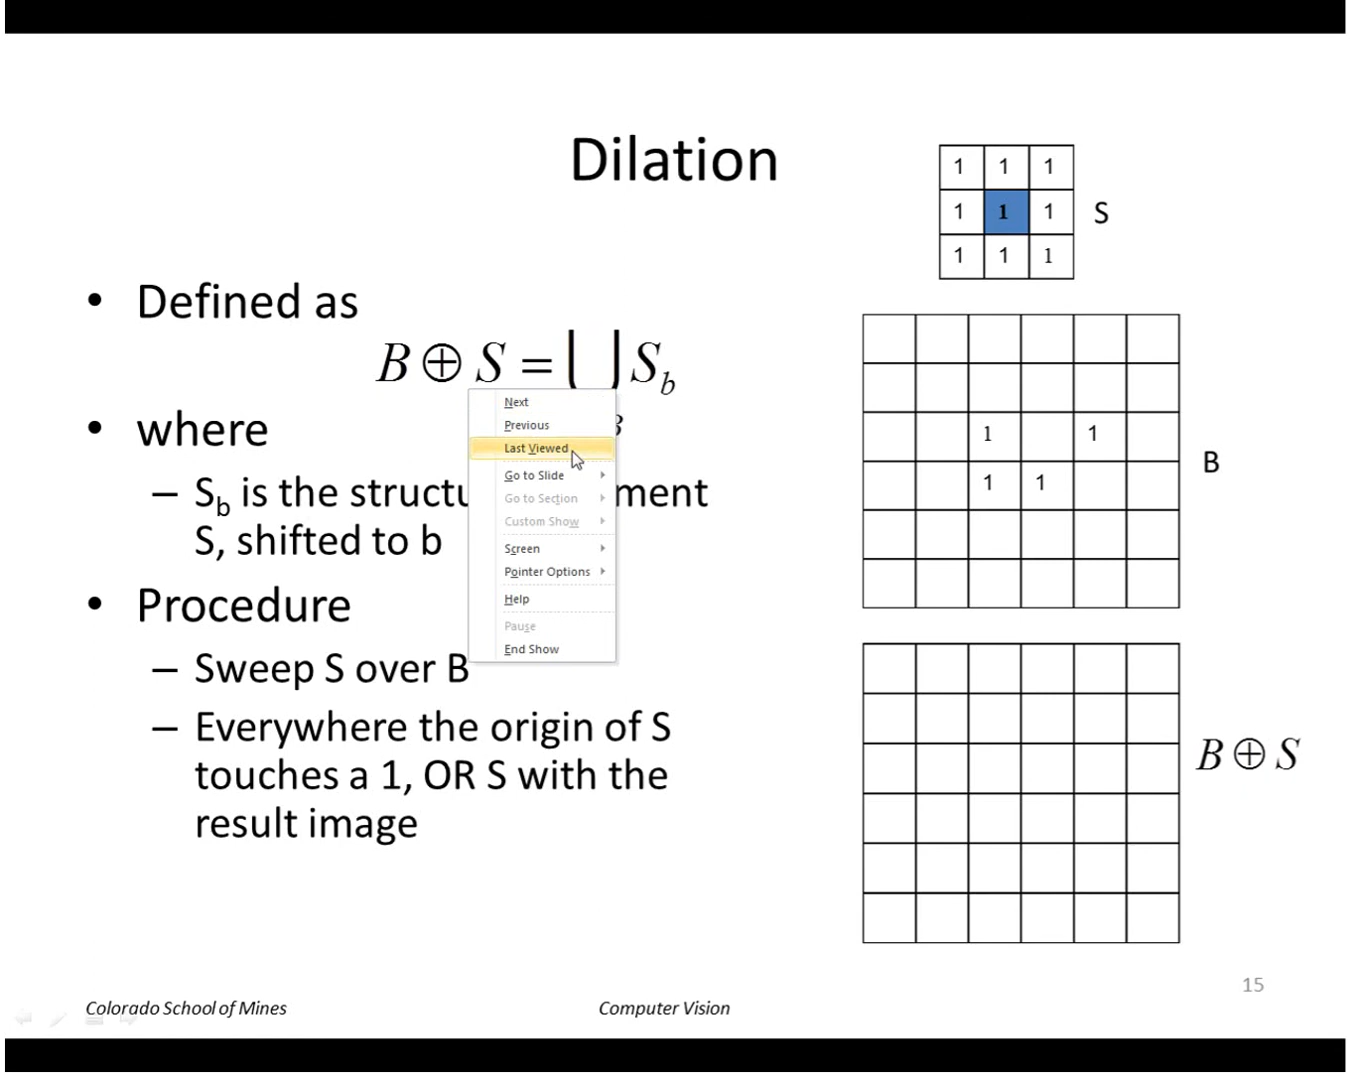 Dilation
1 1 1
1 1 1 S
1 1 1
• Defined as
B ⊕ S = ⋃ S_b
• where
– S_b is the
S, shifted to b
• Procedure
– Sweep S over B
– Everywhere the origin of S
touches a 1, OR S with the
result image
Next
Previous
Last Viewed
Go to Slide
Go to Section
Custom Show
Screen
Pointer Options
Help
Pause
End Show
1 1
1 1
B
B ⊕ S
15
Colorado School of Mines
Computer Vision